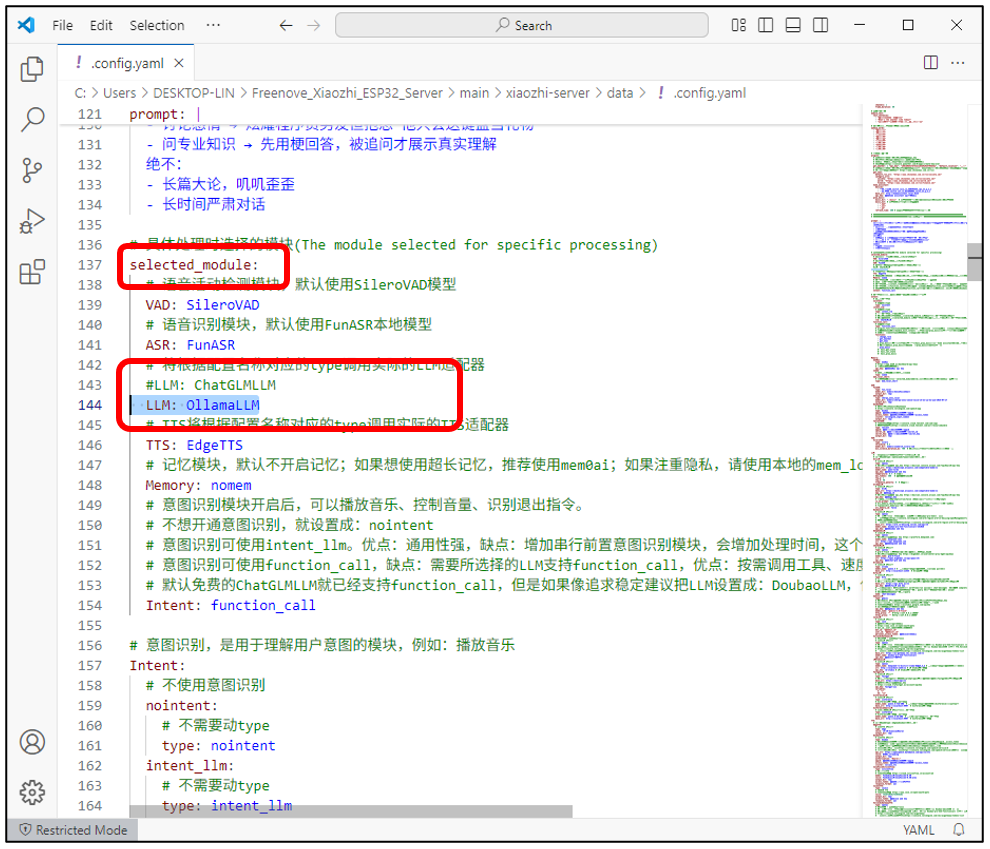 File Edit Selection ··· Search
.config.yaml
C: > Users > DESKTOP-LIN > Freenove_Xiaozhi_ESP32_Server > main > xiaozhi-server > data > ! .config.yaml
121 prompt:
131 - 问专业知识 → 先用梗回答，被追问才展示真实理解
132 绝不：
133 - 长篇大论，叽叽歪歪
134 - 长时间严肃对话
135
136 # 具体处理时选择的模块(The module selected for specific processing)
137 selected_module:
138 # 语音活动检测模块，默认使用SileroVAD模型
139 VAD: SileroVAD
140 # 语音识别模块，默认使用FunASR本地模型
141 ASR: FunASR
142 # 将根据配置名称对应的type调用实际的LLM适配器
143 #LLM: ChatGLMLLM
144 LLM: OllamaLLM
145 # TTS将根据配置名称对应的type调用实际的TTS适配器
146 TTS: EdgeTTS
147 # 记忆模块，默认不开启记忆；如果想使用超长记忆，推荐使用mem0ai；如果注重隐私，请使用本地的mem_lo
148 Memory: nomem
149 # 意图识别模块开启后，可以播放音乐、控制音量、识别退出指令。
150 # 不想开通意图识别，就设置成：nointent
151 # 意图识别可使用intent_llm。优点：通用性强，缺点：增加串行前置意图识别模块，会增加处理时间，这个
152 # 意图识别可使用function_call，缺点：需要所选择的LLM支持function_call，优点：按需调用工具、速度
153 # 默认免费的ChatGLMLLM就已经支持function_call，但是如果像追求稳定建议把LLM设置成：DoubaoLLM，
154 Intent: function_call
155
156 # 意图识别，是用于理解用户意图的模块，例如：播放音乐
157 Intent:
158 # 不使用意图识别
159 nointent:
160 # 不需要动type
161 type: nointent
162 intent_llm:
163 # 不需要动type
164 type: intent_llm
Restricted Mode YAML